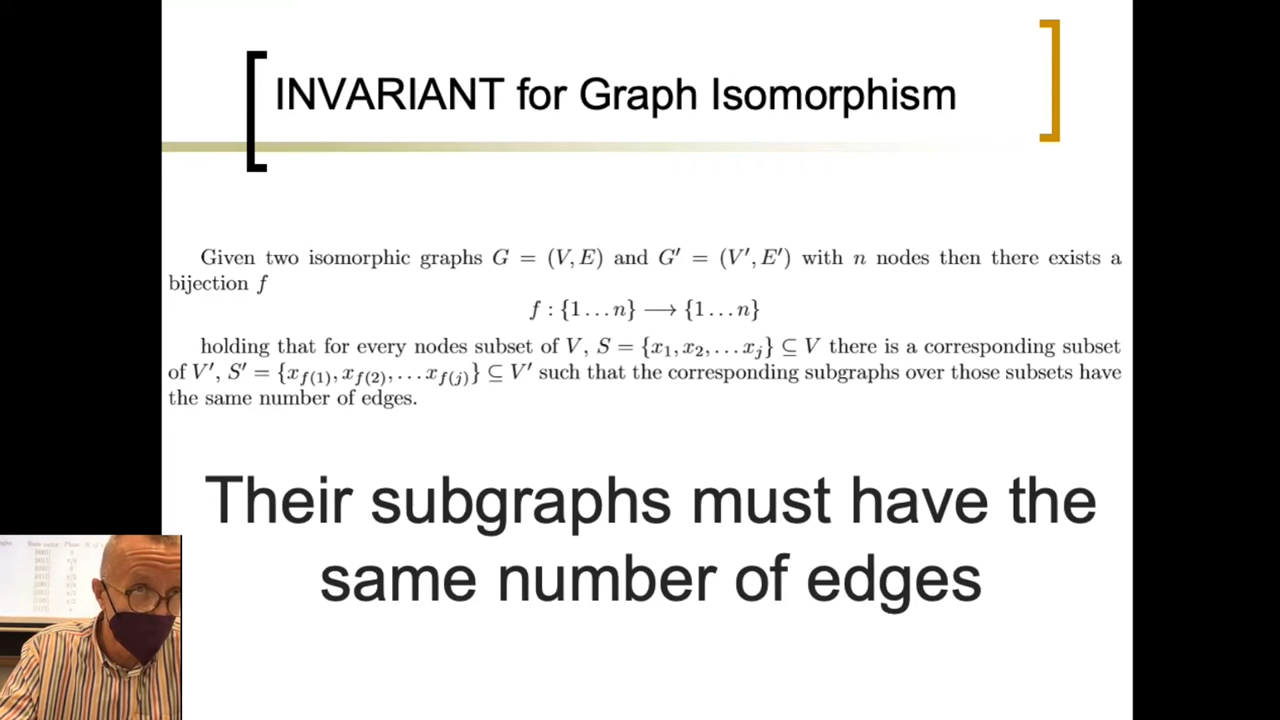 INVARIANT for Graph Isomorphism
Given two isomorphic graphs G = (V, E) and G′ = (V′, E′) with n nodes then there exists a
bijection f
f : {1 . . . n} ⟶ {1 . . . n}
holding that for every nodes subset of V, S = {x₁, x₂, . . . xⱼ} ⊆ V there is a corresponding subset
of V′, S′ = {x_{f(1)}, x_{f(2)}, . . . x_{f(j)}} ⊆ V′ such that the corresponding subgraphs over those subsets have
the same number of edges.
Their subgraphs must have the
same number of edges